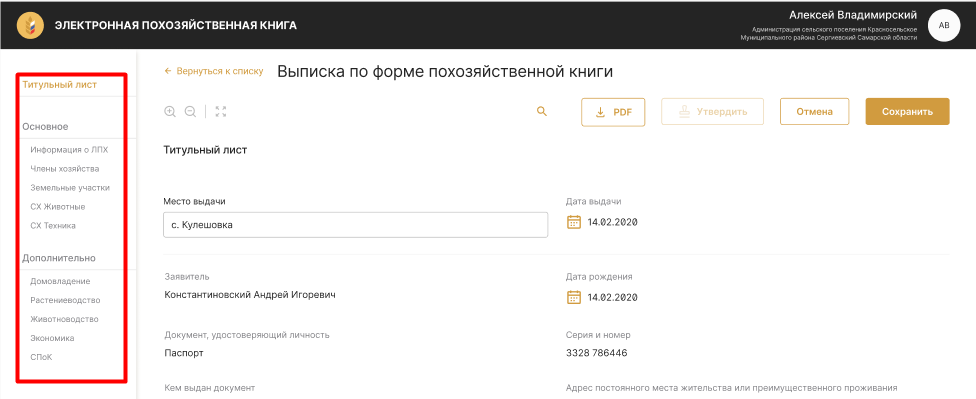 ЭЛЕКТРОННАЯ ПОХОЗЯЙСТВЕННАЯ КНИГА
Алексей Владимирский
Администрация сельского поселения Красносельское
Муниципального района Сергиевский Самарской области
АВ
Титульный лист
Основное
Информация о ЛПХ
Члены хозяйства
Земельные участки
СХ Животные
СХ Техника
Дополнительно
Домовладение
Растениеводство
Животноводство
Экономика
СПоК
← Вернуться к списку
Выписка по форме похозяйственной книги
PDF
Утвердить
Отмена
Сохранить
Титульный лист
Место выдачи
Дата выдачи
с. Кулешовка
14.02.2020
Заявитель
Дата рождения
Константиновский Андрей Игоревич
14.02.2020
Документ, удостоверяющий личность
Серия и номер
Паспорт
3328 786446
Кем выдан документ
Адрес постоянного места жительства или преимущественного проживания